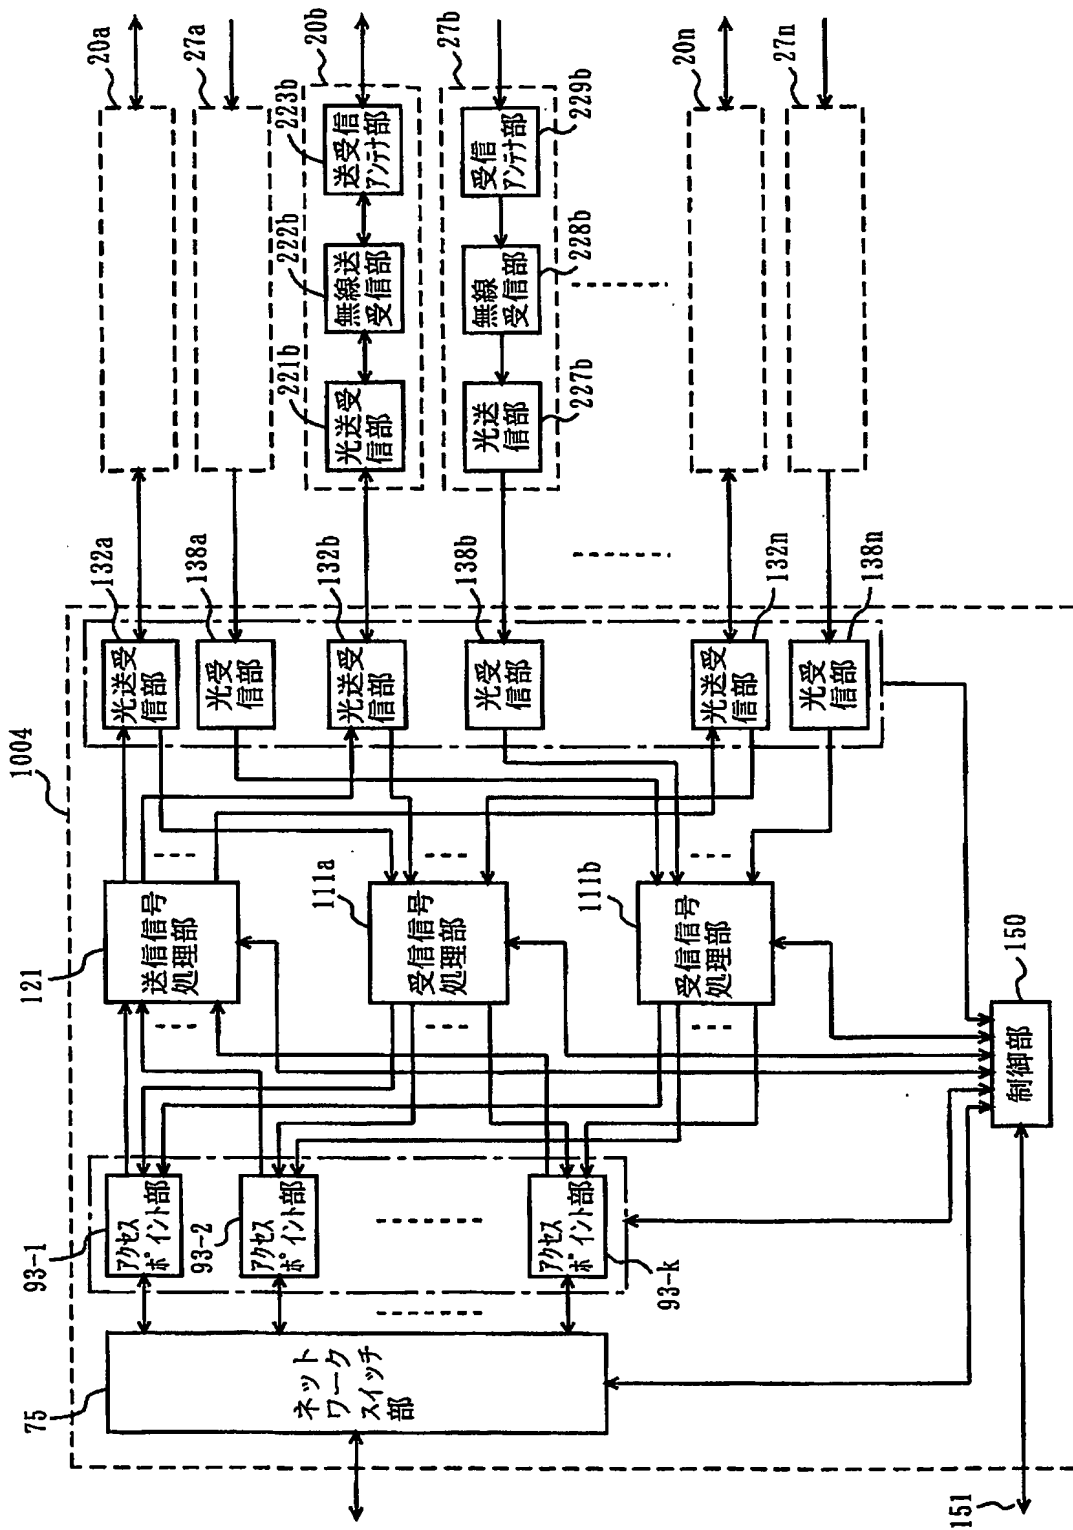 1004
75
ネット
ワーク
スイッチ
部
93-1
アクセス
ポイント部
93-2
アクセス
ポイント部
アクセス
ポイント部
93-k
121
送信信号
処理部
111a
受信信号
処理部
111b
受信信号
処理部
150
制御部
151
132a
光送受
信部
138a
光受
信部
132b
光送受
信部
138b
光受
信部
132n
光送受
信部
138n
光受
信部
20a
27a
20b
221b
光送受
信部
222b
無線送
受信部
223b
送受信
アンテナ部
27b
227b
光送
信部
228b
無線
受信部
229b
受信
アンテナ部
20n
27n